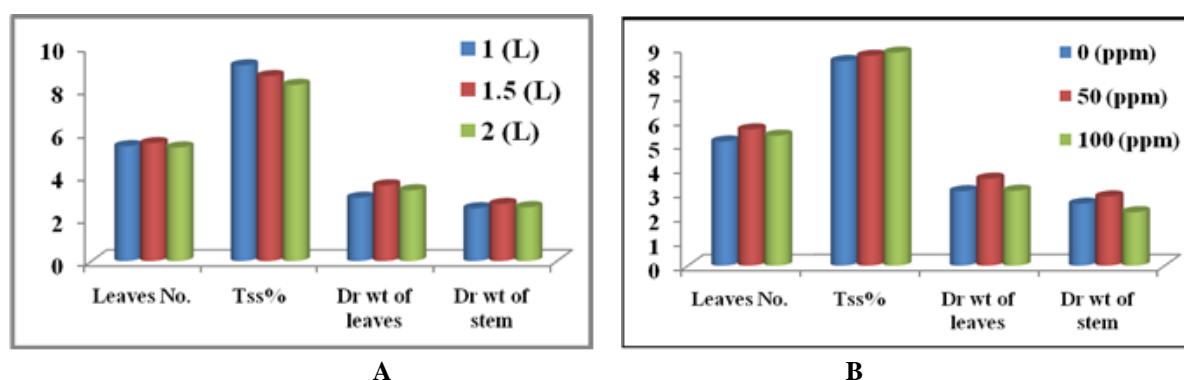 10
8
6
4
2
0
1 (L)
1.5 (L)
2 (L)
Leaves No.
Tss%
Dr wt of
leaves
Dr wt of
stem
A
9
8
7
6
5
4
3
2
1
0
0 (ppm)
50 (ppm)
100 (ppm)
Leaves No.
Tss%
Dr wt of
leaves
Dr wt of
stem
B